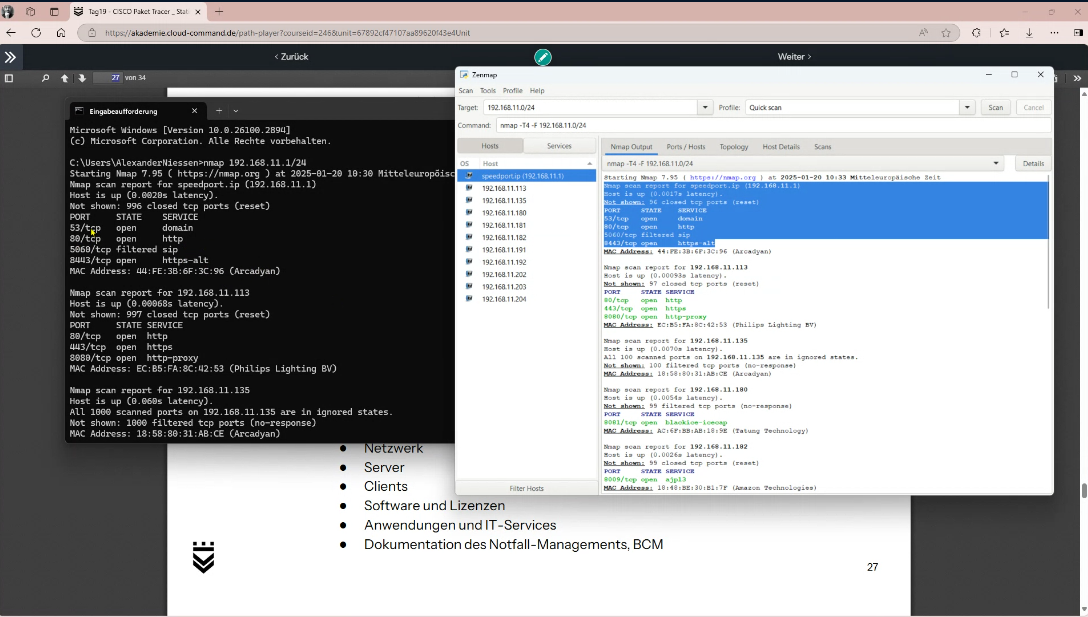 Tag19 - CISCO Paket Tracer _ Stat
https://akademie.cloud-command.de/path-player?courseid=246&unit=67892cf47107aa89620f43e4Unit
< Zurück
Weiter >
27 von 34
Eingabeaufforderung
Microsoft Windows [Version 10.0.26100.2894]
(c) Microsoft Corporation. Alle Rechte vorbehalten.
C:\Users\AlexanderNiessen>nmap 192.168.11.1/24
Starting Nmap 7.95 ( https://nmap.org ) at 2025-01-20 10:30 Mitteleuropäisc
Nmap scan report for speedport.ip (192.168.11.1)
Host is up (0.0020s latency).
Not shown: 996 closed tcp ports (reset)
PORT STATE SERVICE
53/tcp open domain
80/tcp open http
5060/tcp filtered sip
8443/tcp open https-alt
MAC Address: 44:FE:3B:6F:3C:96 (Arcadyan)
Nmap scan report for 192.168.11.113
Host is up (0.00068s latency).
Not shown: 997 closed tcp ports (reset)
PORT STATE SERVICE
80/tcp open http
443/tcp open https
8080/tcp open http-proxy
MAC Address: EC:B5:FA:8C:42:53 (Philips Lighting BV)
Nmap scan report for 192.168.11.135
Host is up (0.060s latency).
All 1000 scanned ports on 192.168.11.135 are in ignored states.
Not shown: 1000 filtered tcp ports (no-response)
MAC Address: 18:58:80:31:AB:CE (Arcadyan)
Zenmap
Scan Tools Profile Help
Target: 192.168.11.0/24 Profile: Quick scan Scan Cancel
Command: nmap -T4 -F 192.168.11.0/24
Hosts Services
OS Host
speedport.ip (192.168.11.1)
192.168.11.113
192.168.11.135
192.168.11.180
192.168.11.181
192.168.11.182
192.168.11.191
192.168.11.192
192.168.11.202
192.168.11.203
192.168.11.204
Filter Hosts
Nmap Output Ports / Hosts Topology Host Details Scans
nmap -T4 -F 192.168.11.0/24 Details
Starting Nmap 7.95 ( https://nmap.org ) at 2025-01-20 10:33 Mitteleuropäische Zeit
Nmap scan report for speedport.ip (192.168.11.1)
Host is up (0.0017s latency).
Not shown: 96 closed tcp ports (reset)
PORT STATE SERVICE
53/tcp open domain
80/tcp open http
5060/tcp filtered sip
8443/tcp open https-alt
MAC Address: 44:FE:3B:6F:3C:96 (Arcadyan)
Nmap scan report for 192.168.11.113
Host is up (0.00093s latency).
Not shown: 97 closed tcp ports (reset)
PORT STATE SERVICE
80/tcp open http
443/tcp open https
8080/tcp open http-proxy
MAC Address: EC:B5:FA:8C:42:53 (Philips Lighting BV)
Nmap scan report for 192.168.11.135
Host is up (0.0070s latency).
All 100 scanned ports on 192.168.11.135 are in ignored states.
Not shown: 100 filtered tcp ports (no-response)
MAC Address: 18:58:80:31:AB:CE (Arcadyan)
Nmap scan report for 192.168.11.180
Host is up (0.0054s latency).
Not shown: 99 filtered tcp ports (no-response)
PORT STATE SERVICE
8081/tcp open blackice-icecap
MAC Address: AC:6F:BB:AB:18:9E (Tatung Technology)
Nmap scan report for 192.168.11.182
Host is up (0.0026s latency).
Not shown: 99 closed tcp ports (reset)
PORT STATE SERVICE
8009/tcp open ajp13
MAC Address: 18:48:BE:30:B1:7F (Amazon Technologies)
● Netzwerk
● Server
● Clients
● Software und Lizenzen
● Anwendungen und IT-Services
● Dokumentation des Notfall-Managements, BCM
27